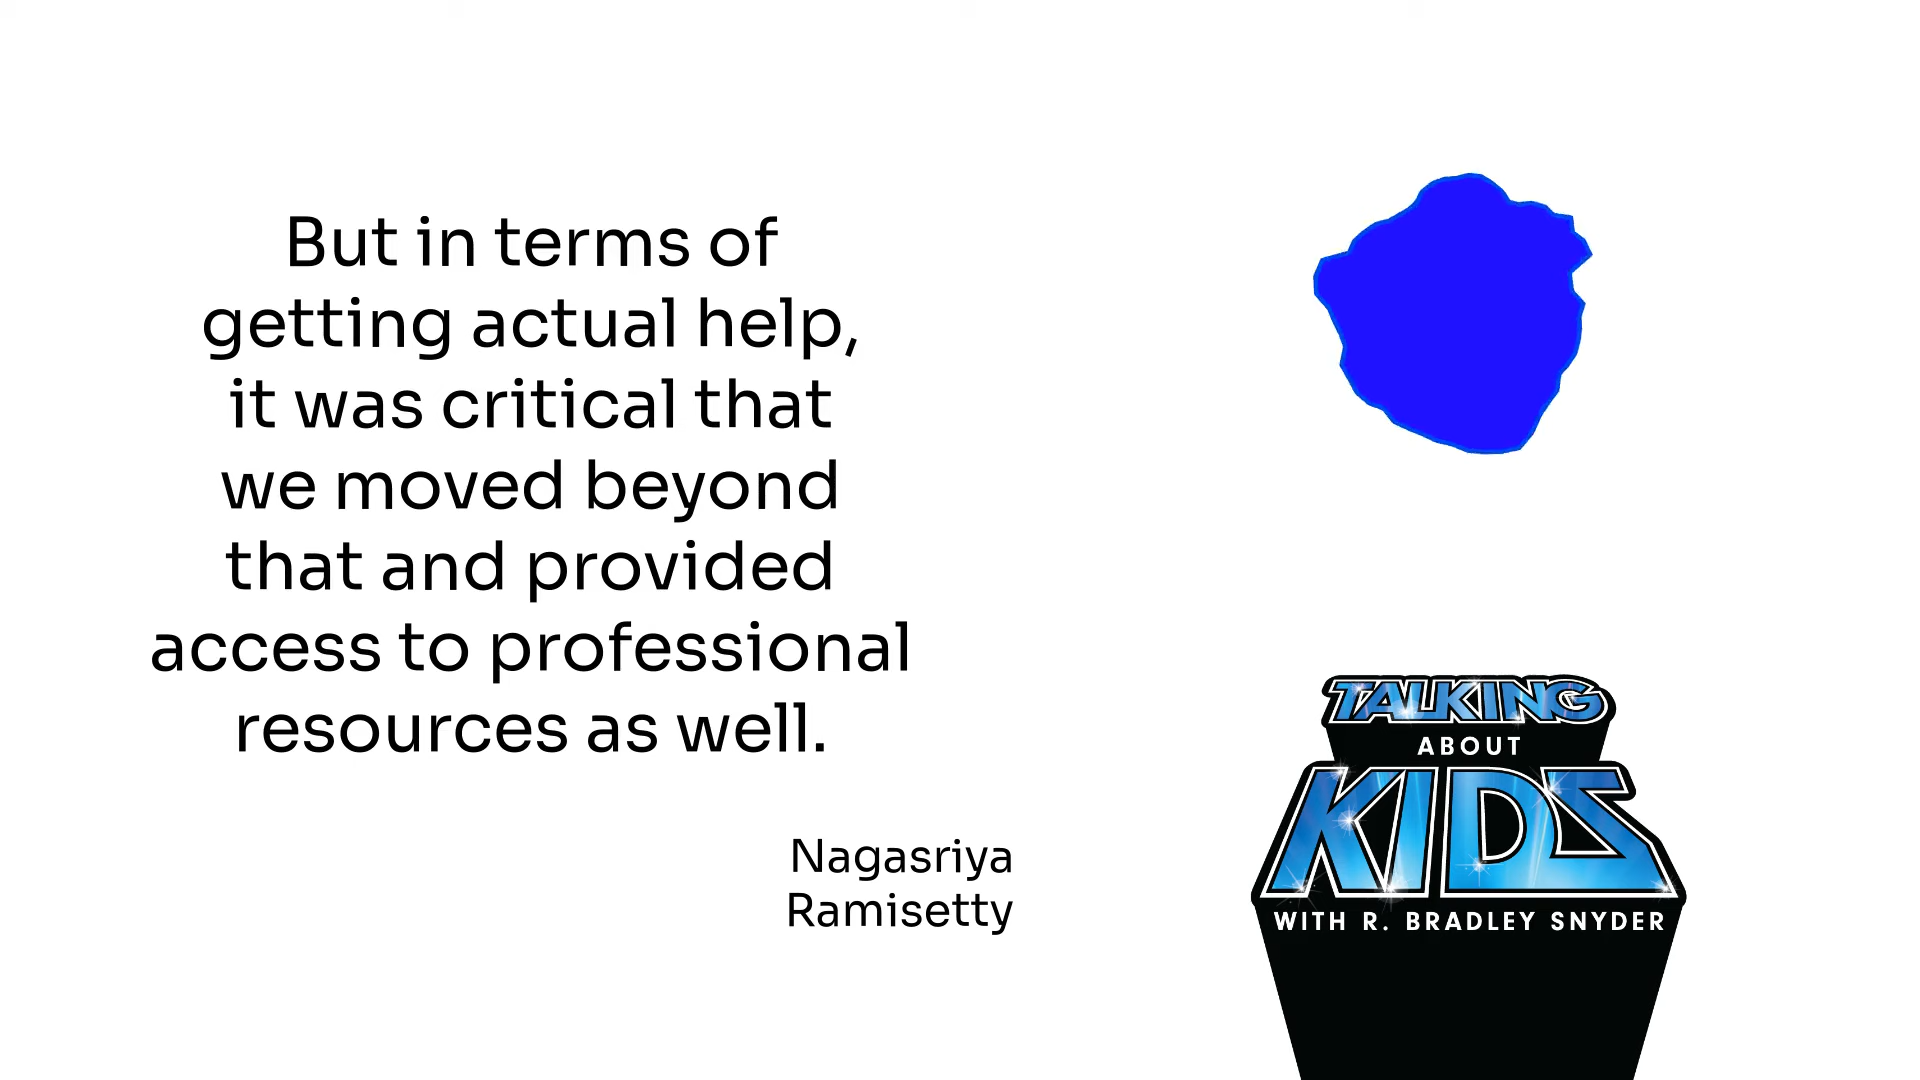 But in terms of
getting actual help,
it was critical that
we moved beyond
that and provided
access to professional
resources as well.
Nagasriya
Ramisetty
TALKING
ABOUT
KIDS
WITH R. BRADLEY SNYDER